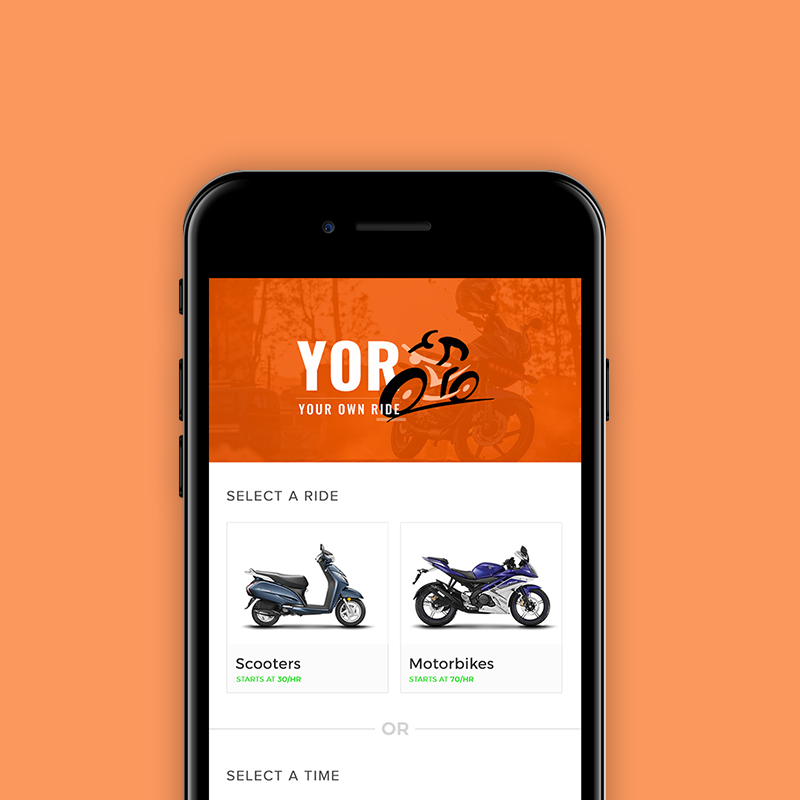 YOR
YOUR OWN RIDE
SELECT A RIDE
Scooters
STARTS AT 30/HR
Motorbikes
STARTS AT 70/HR
OR
SELECT A TIME